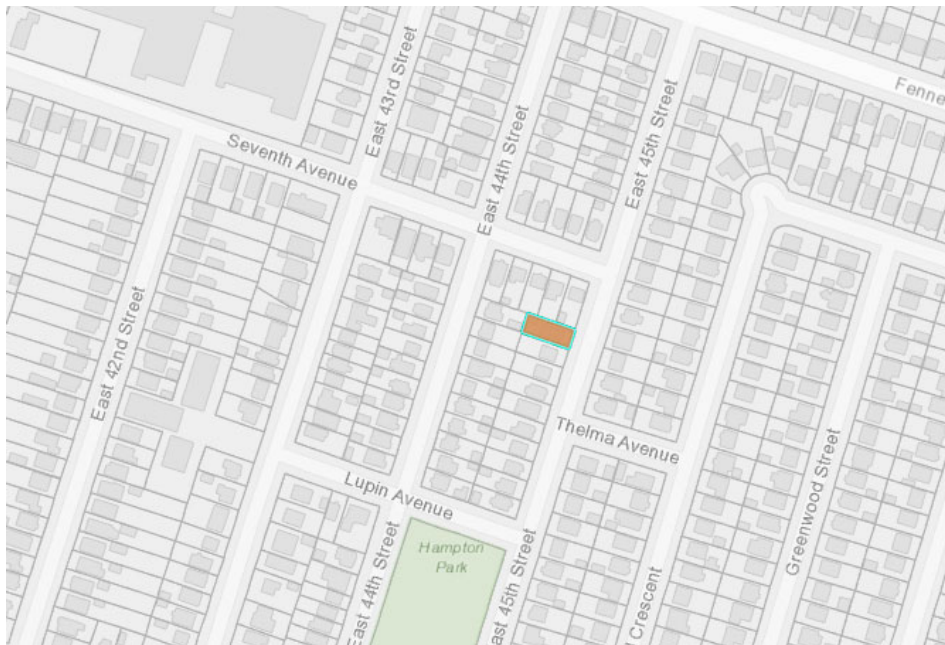 East 43rd Street
Fenne
Seventh Avenue
East 44th Street
East 45th Street
East 42nd Street
Thelma Avenue
Lupin Avenue
Greenwood Street
Hampton
Park
East 44th Street
ast 45th Street
Crescent